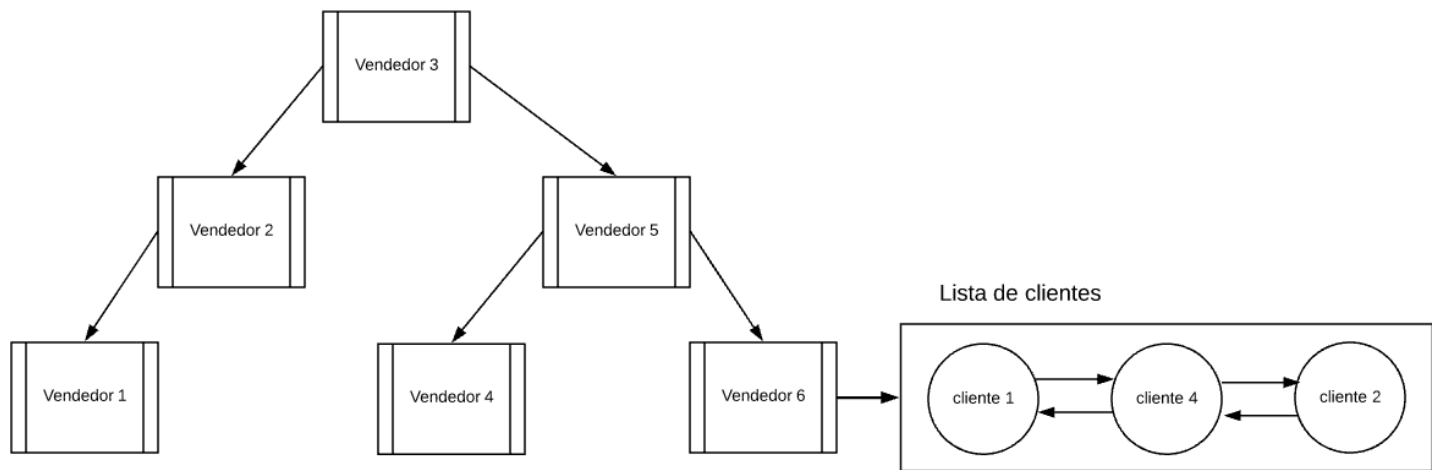 Vendedor 3
Vendedor 2
Vendedor 5
Lista de clientes
Vendedor 1
Vendedor 4
Vendedor 6
cliente 1
cliente 4
cliente 2